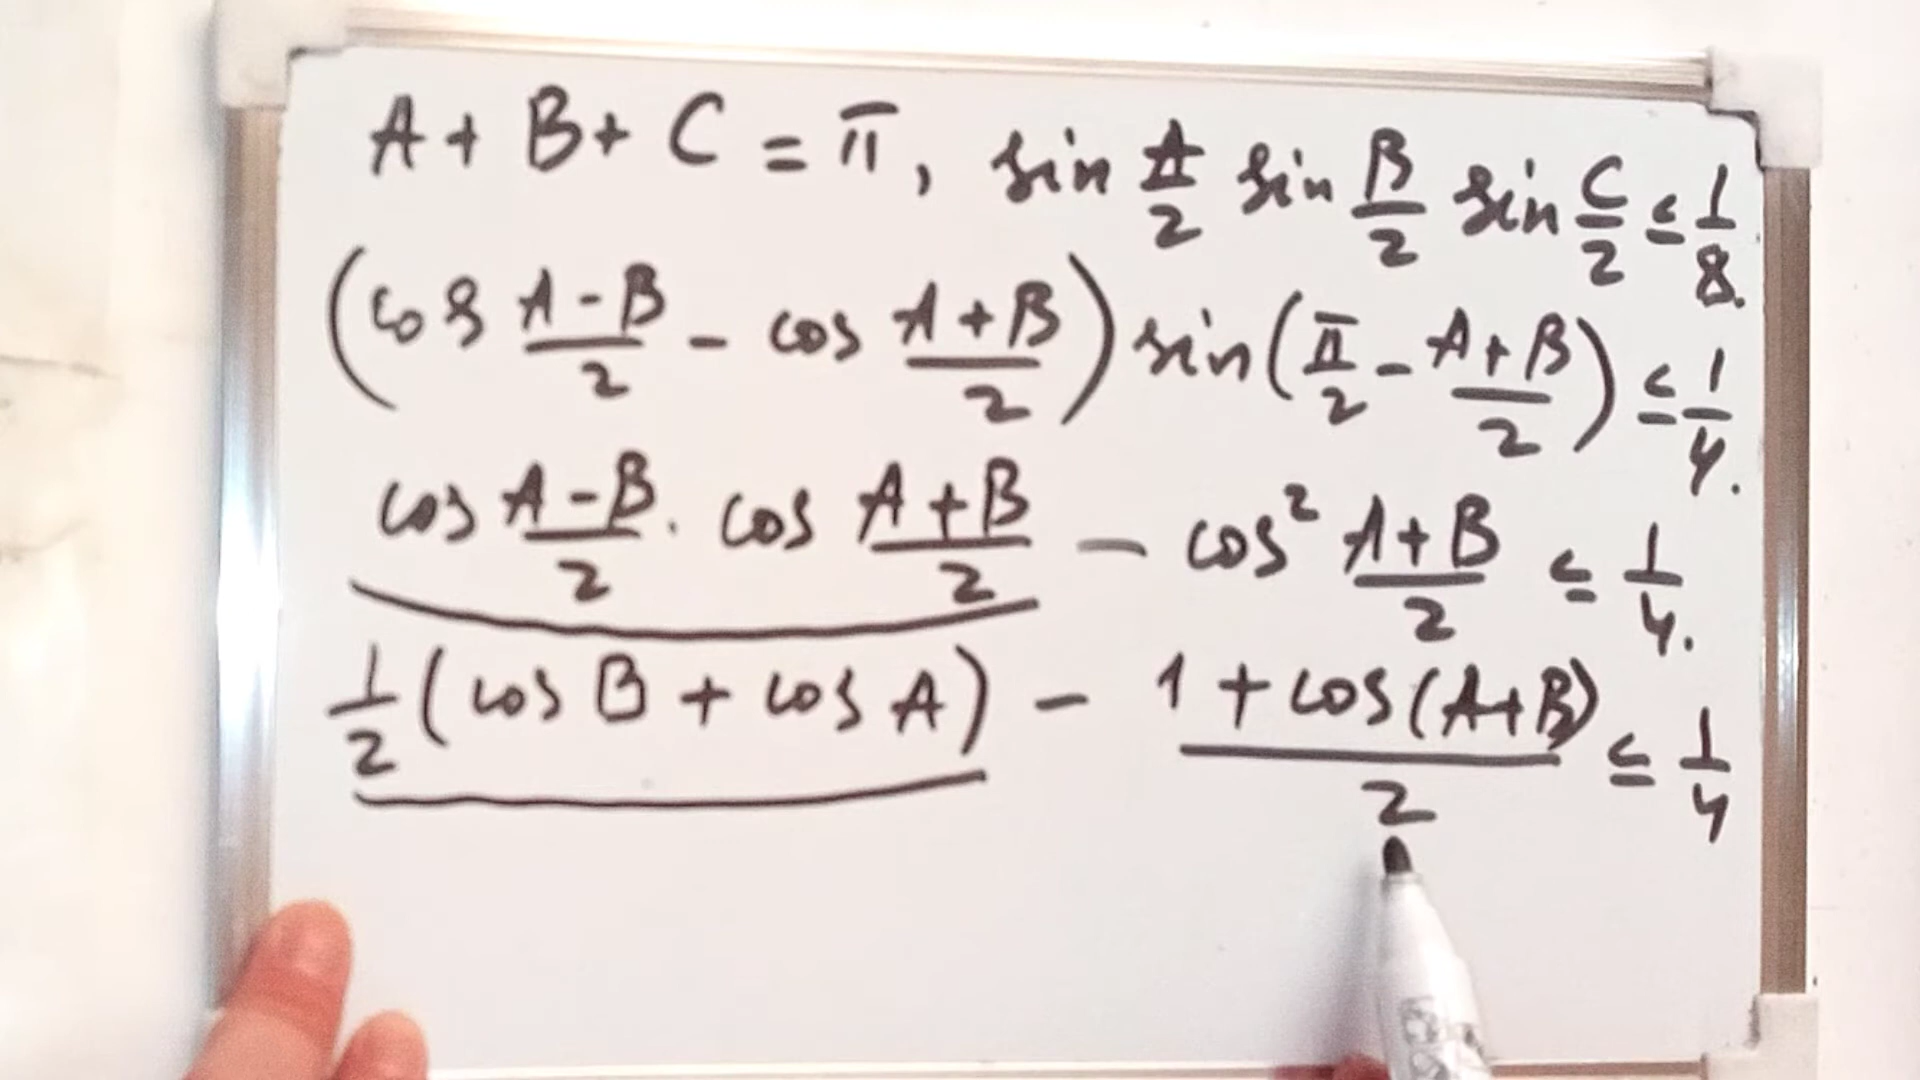 A + B + C = π, sin A/2 sin B/2 sin C/2 ≤ 1/8.
(cos (A - B)/2 - cos (A + B)/2) sin(π/2 - (A + B)/2) ≤ 1/4.
cos (A - B)/2 · cos (A + B)/2 - cos² (A + B)/2 ≤ 1/4.
1/2 (cos B + cos A) - (1 + cos(A+B))/2 ≤ 1/4